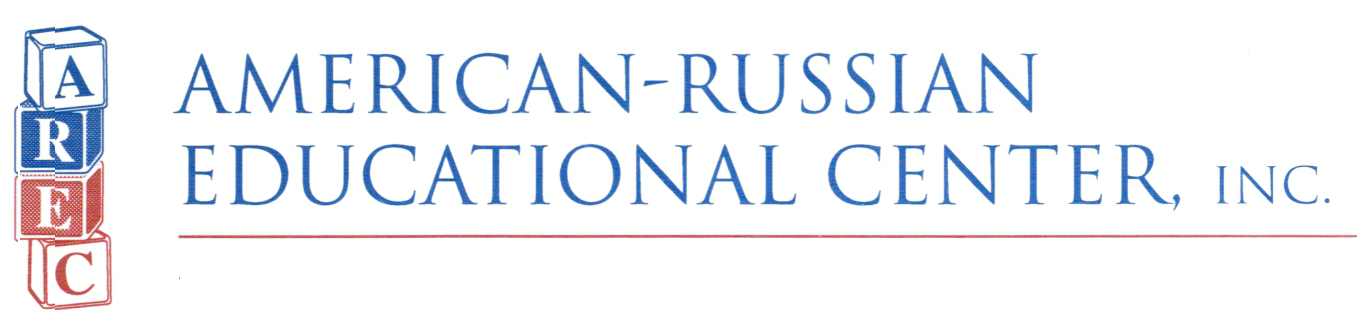 A
R
E
C
AMERICAN-RUSSIAN
EDUCATIONAL CENTER, INC.